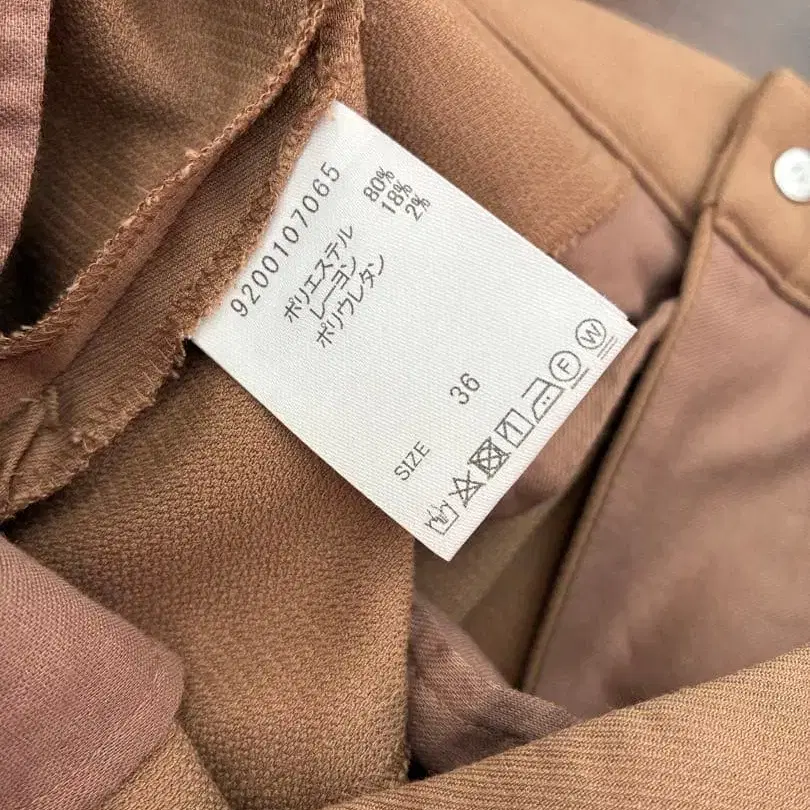 9200107065
ポリエステル 80%
レーヨン 18%
ポリウレタン 2%
SIZE 36
F
W